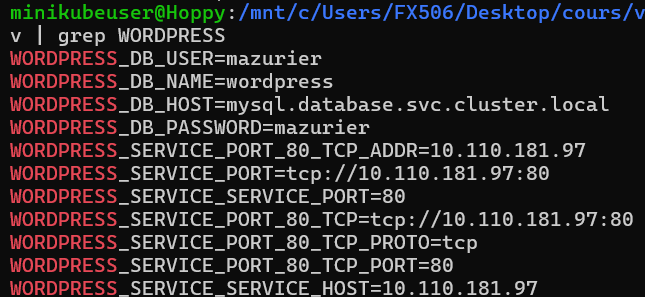 minikubeuser@Hoppy:/mnt/c/Users/FX506/Desktop/cours/v
v | grep WORDPRESS
WORDPRESS_DB_USER=mazurier
WORDPRESS_DB_NAME=wordpress
WORDPRESS_DB_HOST=mysql.database.svc.cluster.local
WORDPRESS_DB_PASSWORD=mazurier
WORDPRESS_SERVICE_PORT_80_TCP_ADDR=10.110.181.97
WORDPRESS_SERVICE_PORT=tcp://10.110.181.97:80
WORDPRESS_SERVICE_SERVICE_PORT=80
WORDPRESS_SERVICE_PORT_80_TCP=tcp://10.110.181.97:80
WORDPRESS_SERVICE_PORT_80_TCP_PROTO=tcp
WORDPRESS_SERVICE_PORT_80_TCP_PORT=80
WORDPRESS_SERVICE_SERVICE_HOST=10.110.181.97